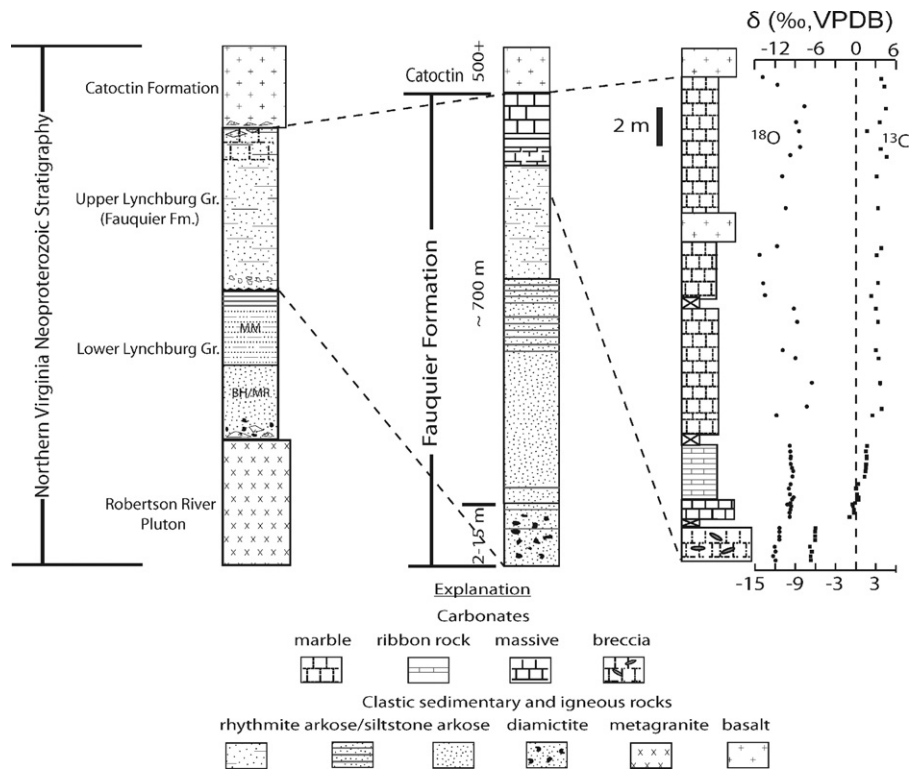 δ (‰,VPDB)
-12 -6 0 6
Northern Virginia Neoproterozoic Stratigraphy
Catoctin Formation
Upper Lynchburg Gr.
(Fauquier Fm.)
MM
Lower Lynchburg Gr.
BH/MR
Robertson River
Pluton
Catoctin
500+
Fauquier Formation
~ 700 m
2-15 m
2 m
18O
13C
-15 -9 -3 3
Explanation
Carbonates
marble ribbon rock massive breccia
Clastic sedimentary and igneous rocks
rhythmite arkose/siltstone arkose diamictite metagranite basalt